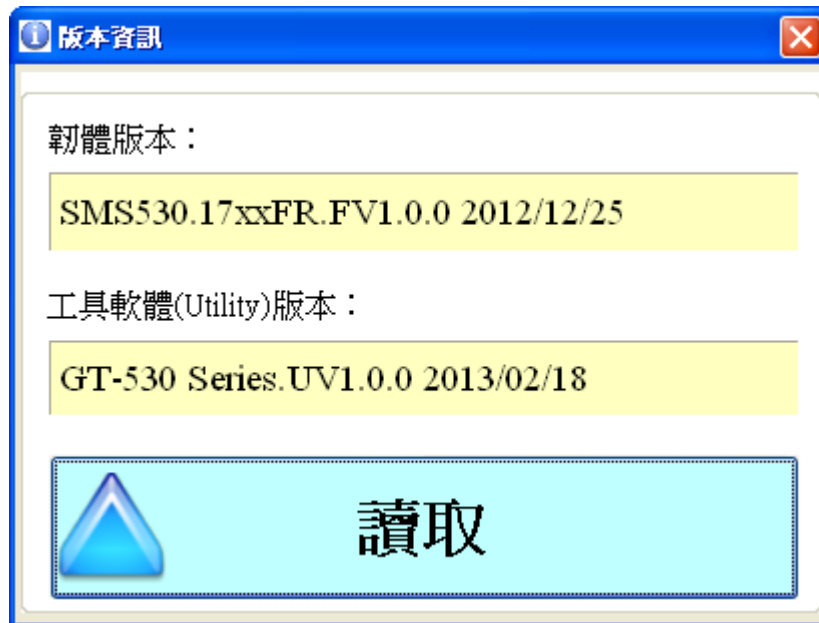 版本資訊
韌體版本：
SMS530.17xxFR.FV1.0.0 2012/12/25
工具軟體(Utility)版本：
GT-530 Series.UV1.0.0 2013/02/18
讀取